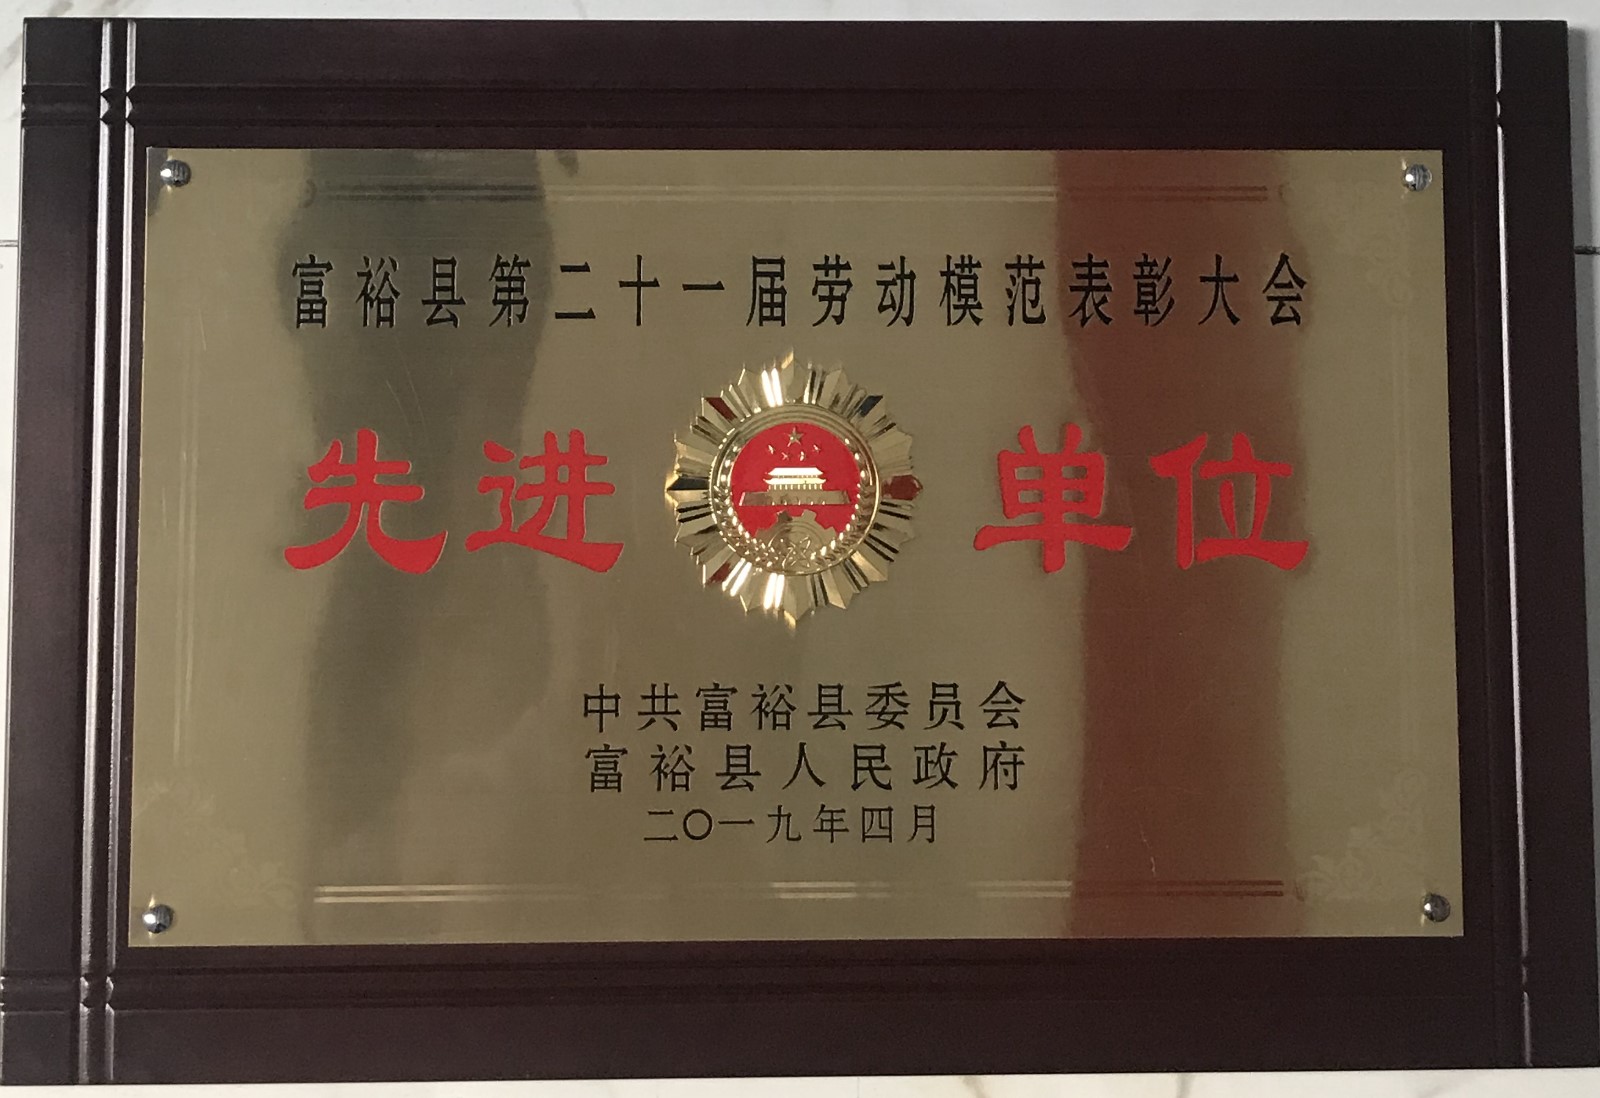 富裕县第二十一届劳动模范表彰大会
先进单位
中共富裕县委员会
富裕县人民政府
二〇一九年四月